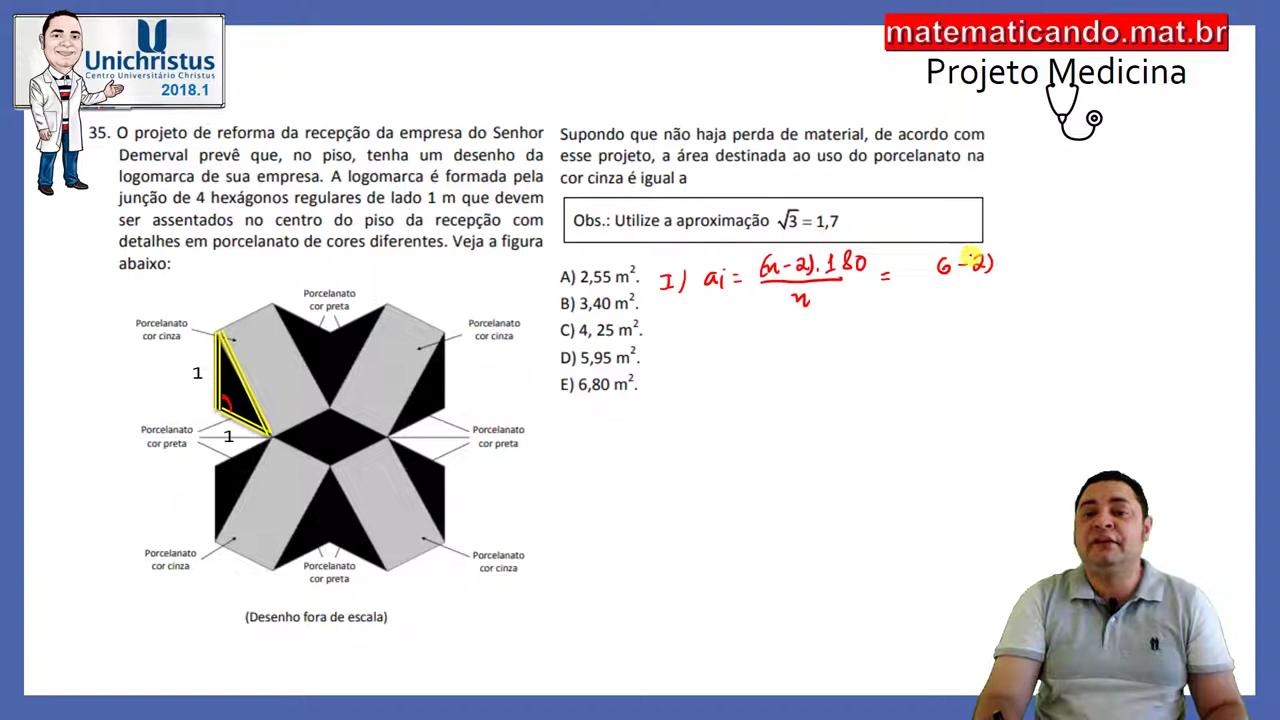 Unichristus
Centro Universitário Christus
2018.1
matematicando.mat.br
Projeto Medicina
35. O projeto de reforma da recepção da empresa do Senhor
Demerval prevê que, no piso, tenha um desenho da
logomarca de sua empresa. A logomarca é formada pela
junção de 4 hexágonos regulares de lado 1 m que devem
ser assentados no centro do piso da recepção com
detalhes em porcelanato de cores diferentes. Veja a figura
abaixo:
Porcelanato
cor preta
Porcelanato
cor cinza
Porcelanato
cor cinza
1
1
Porcelanato
cor preta
Porcelanato
cor preta
Porcelanato
cor cinza
Porcelanato
cor preta
Porcelanato
cor cinza
(Desenho fora de escala)
Supondo que não haja perda de material, de acordo com
esse projeto, a área destinada ao uso do porcelanato na
cor cinza é igual a
Obs.: Utilize a aproximação √3 = 1,7
A) 2,55 m².
B) 3,40 m².
C) 4, 25 m².
D) 5,95 m².
E) 6,80 m².
I) ai = (n-2).180 = 6-2)
n